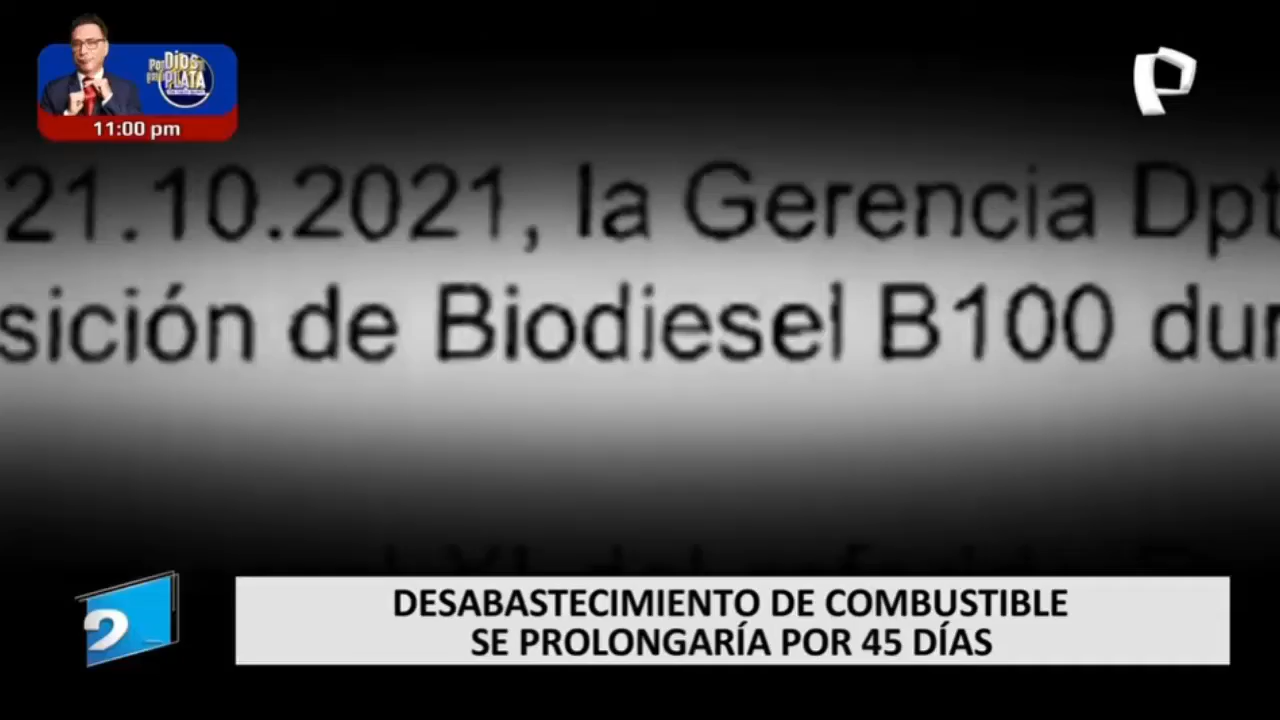 Por DIOS y
por la PLATA
11:00 pm
21.10.2021, la Gerencia Dpt
sición de Biodiesel B100 dur
2
DESABASTECIMIENTO DE COMBUSTIBLE
SE PROLONGARÍA POR 45 DÍAS